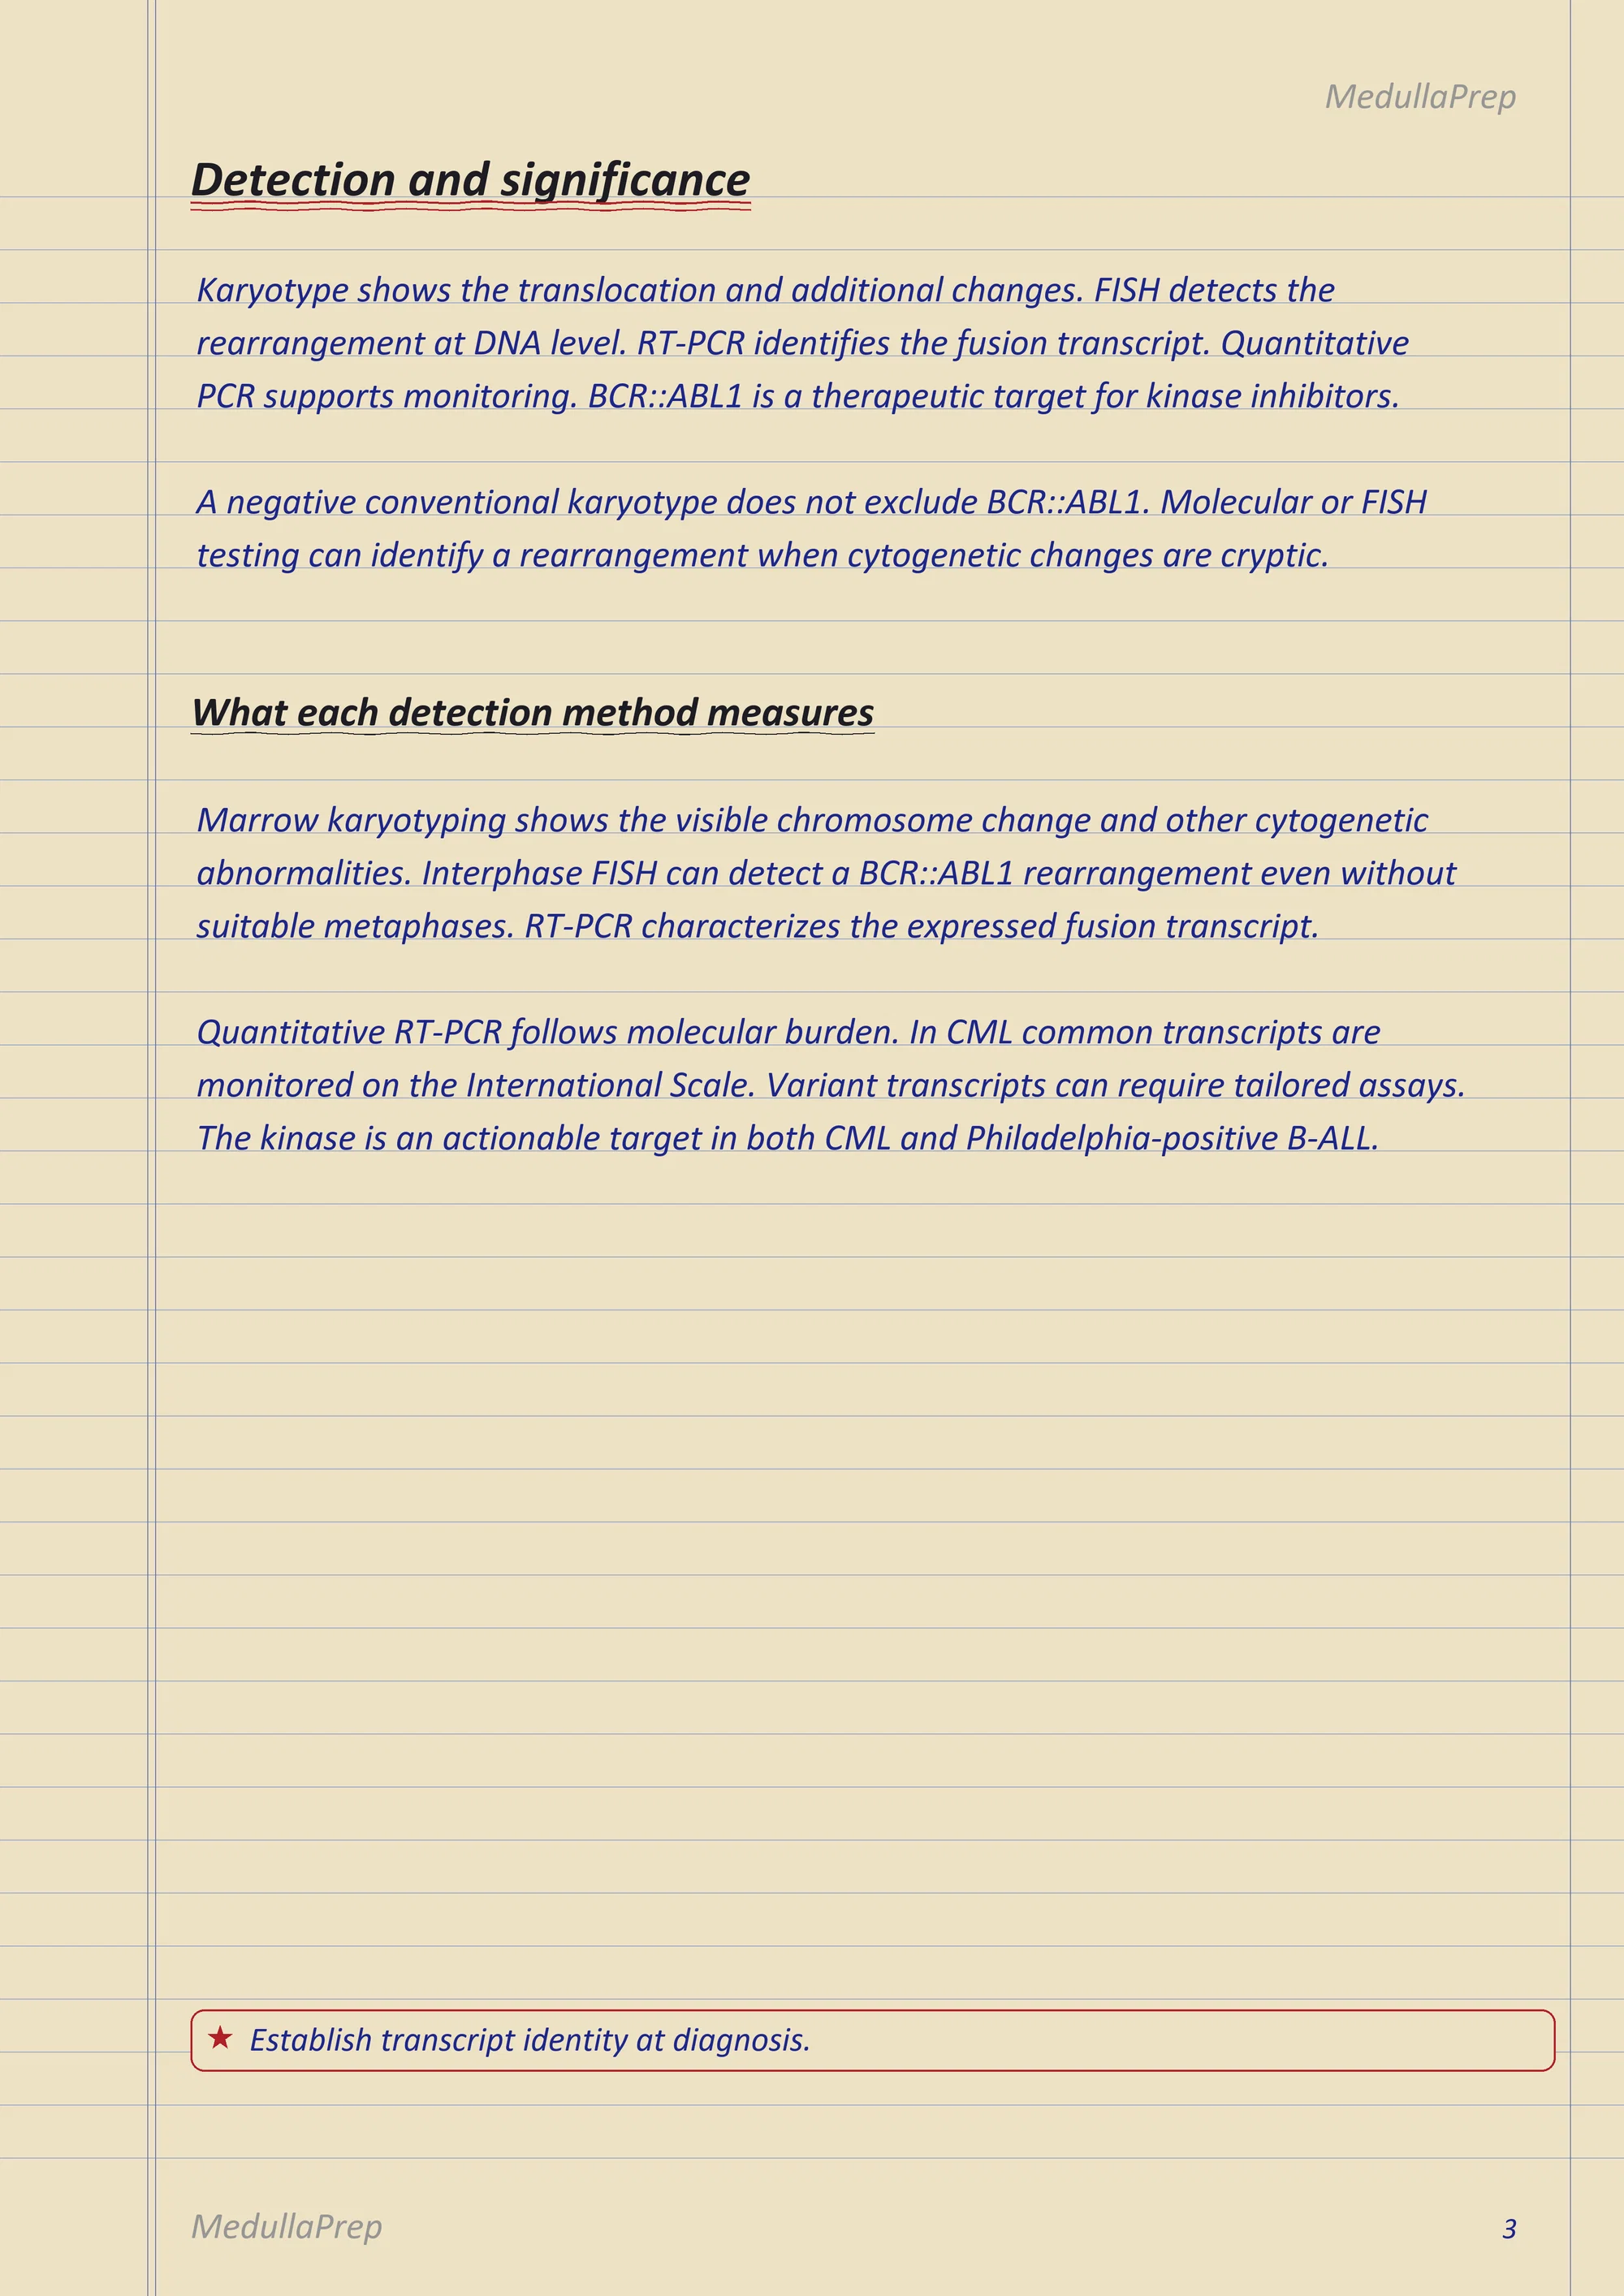 MedullaPrep
Detection and significance
Karyotype shows the translocation and additional changes. FISH detects the
rearrangement at DNA level. RT-PCR identifies the fusion transcript. Quantitative
PCR supports monitoring. BCR::ABL1 is a therapeutic target for kinase inhibitors.
A negative conventional karyotype does not exclude BCR::ABL1. Molecular or FISH
testing can identify a rearrangement when cytogenetic changes are cryptic.
What each detection method measures
Marrow karyotyping shows the visible chromosome change and other cytogenetic
abnormalities. Interphase FISH can detect a BCR::ABL1 rearrangement even without
suitable metaphases. RT-PCR characterizes the expressed fusion transcript.
Quantitative RT-PCR follows molecular burden. In CML common transcripts are
monitored on the International Scale. Variant transcripts can require tailored assays.
The kinase is an actionable target in both CML and Philadelphia-positive B-ALL.
★ Establish transcript identity at diagnosis.
MedullaPrep
3